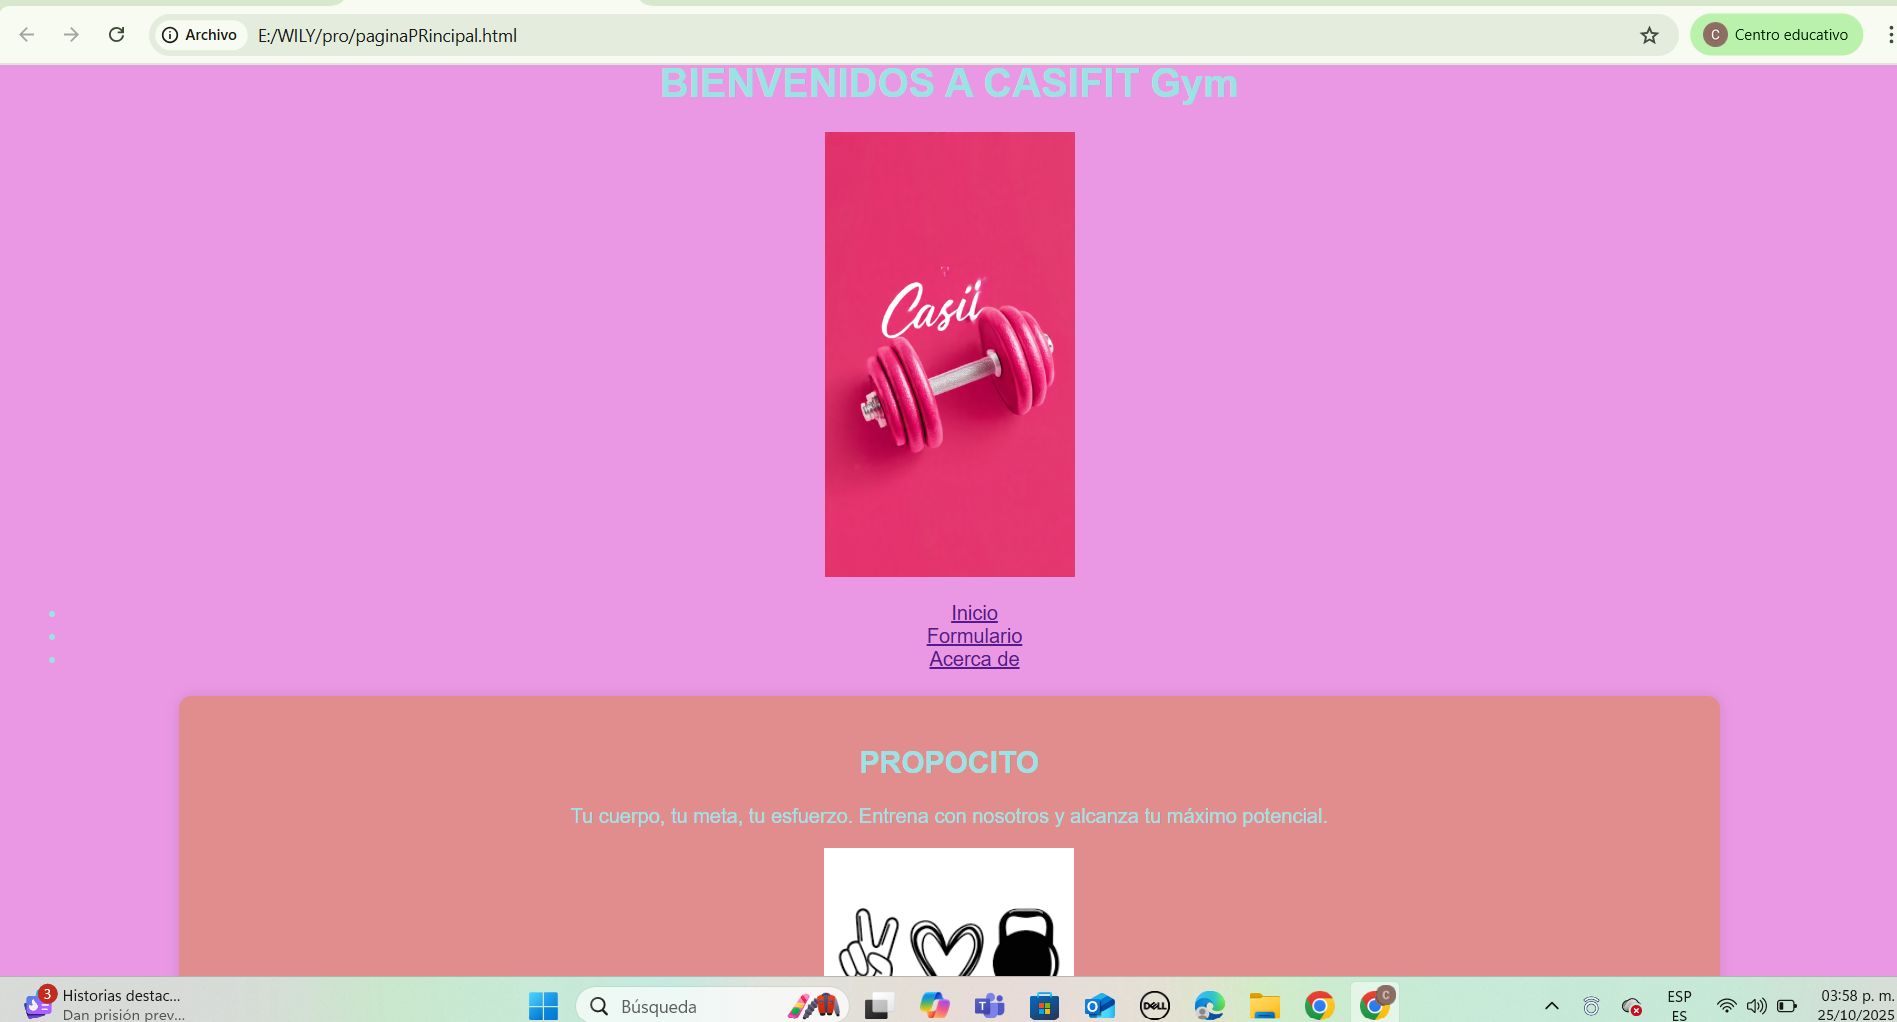 Archivo
E:/WILY/pro/paginaPRincipal.html
C
Centro educativo
BIENVENIDOS A CASIFIT Gym
Casii
Inicio
Formulario
Acerca de
PROPOCITO
Tu cuerpo, tu meta, tu esfuerzo. Entrena con nosotros y alcanza tu máximo potencial.
3
Historias destac...
Dan prisión prev...
Búsqueda
T
O
DELL
C
ESP
ES
03:58 p. m.
25/10/2025